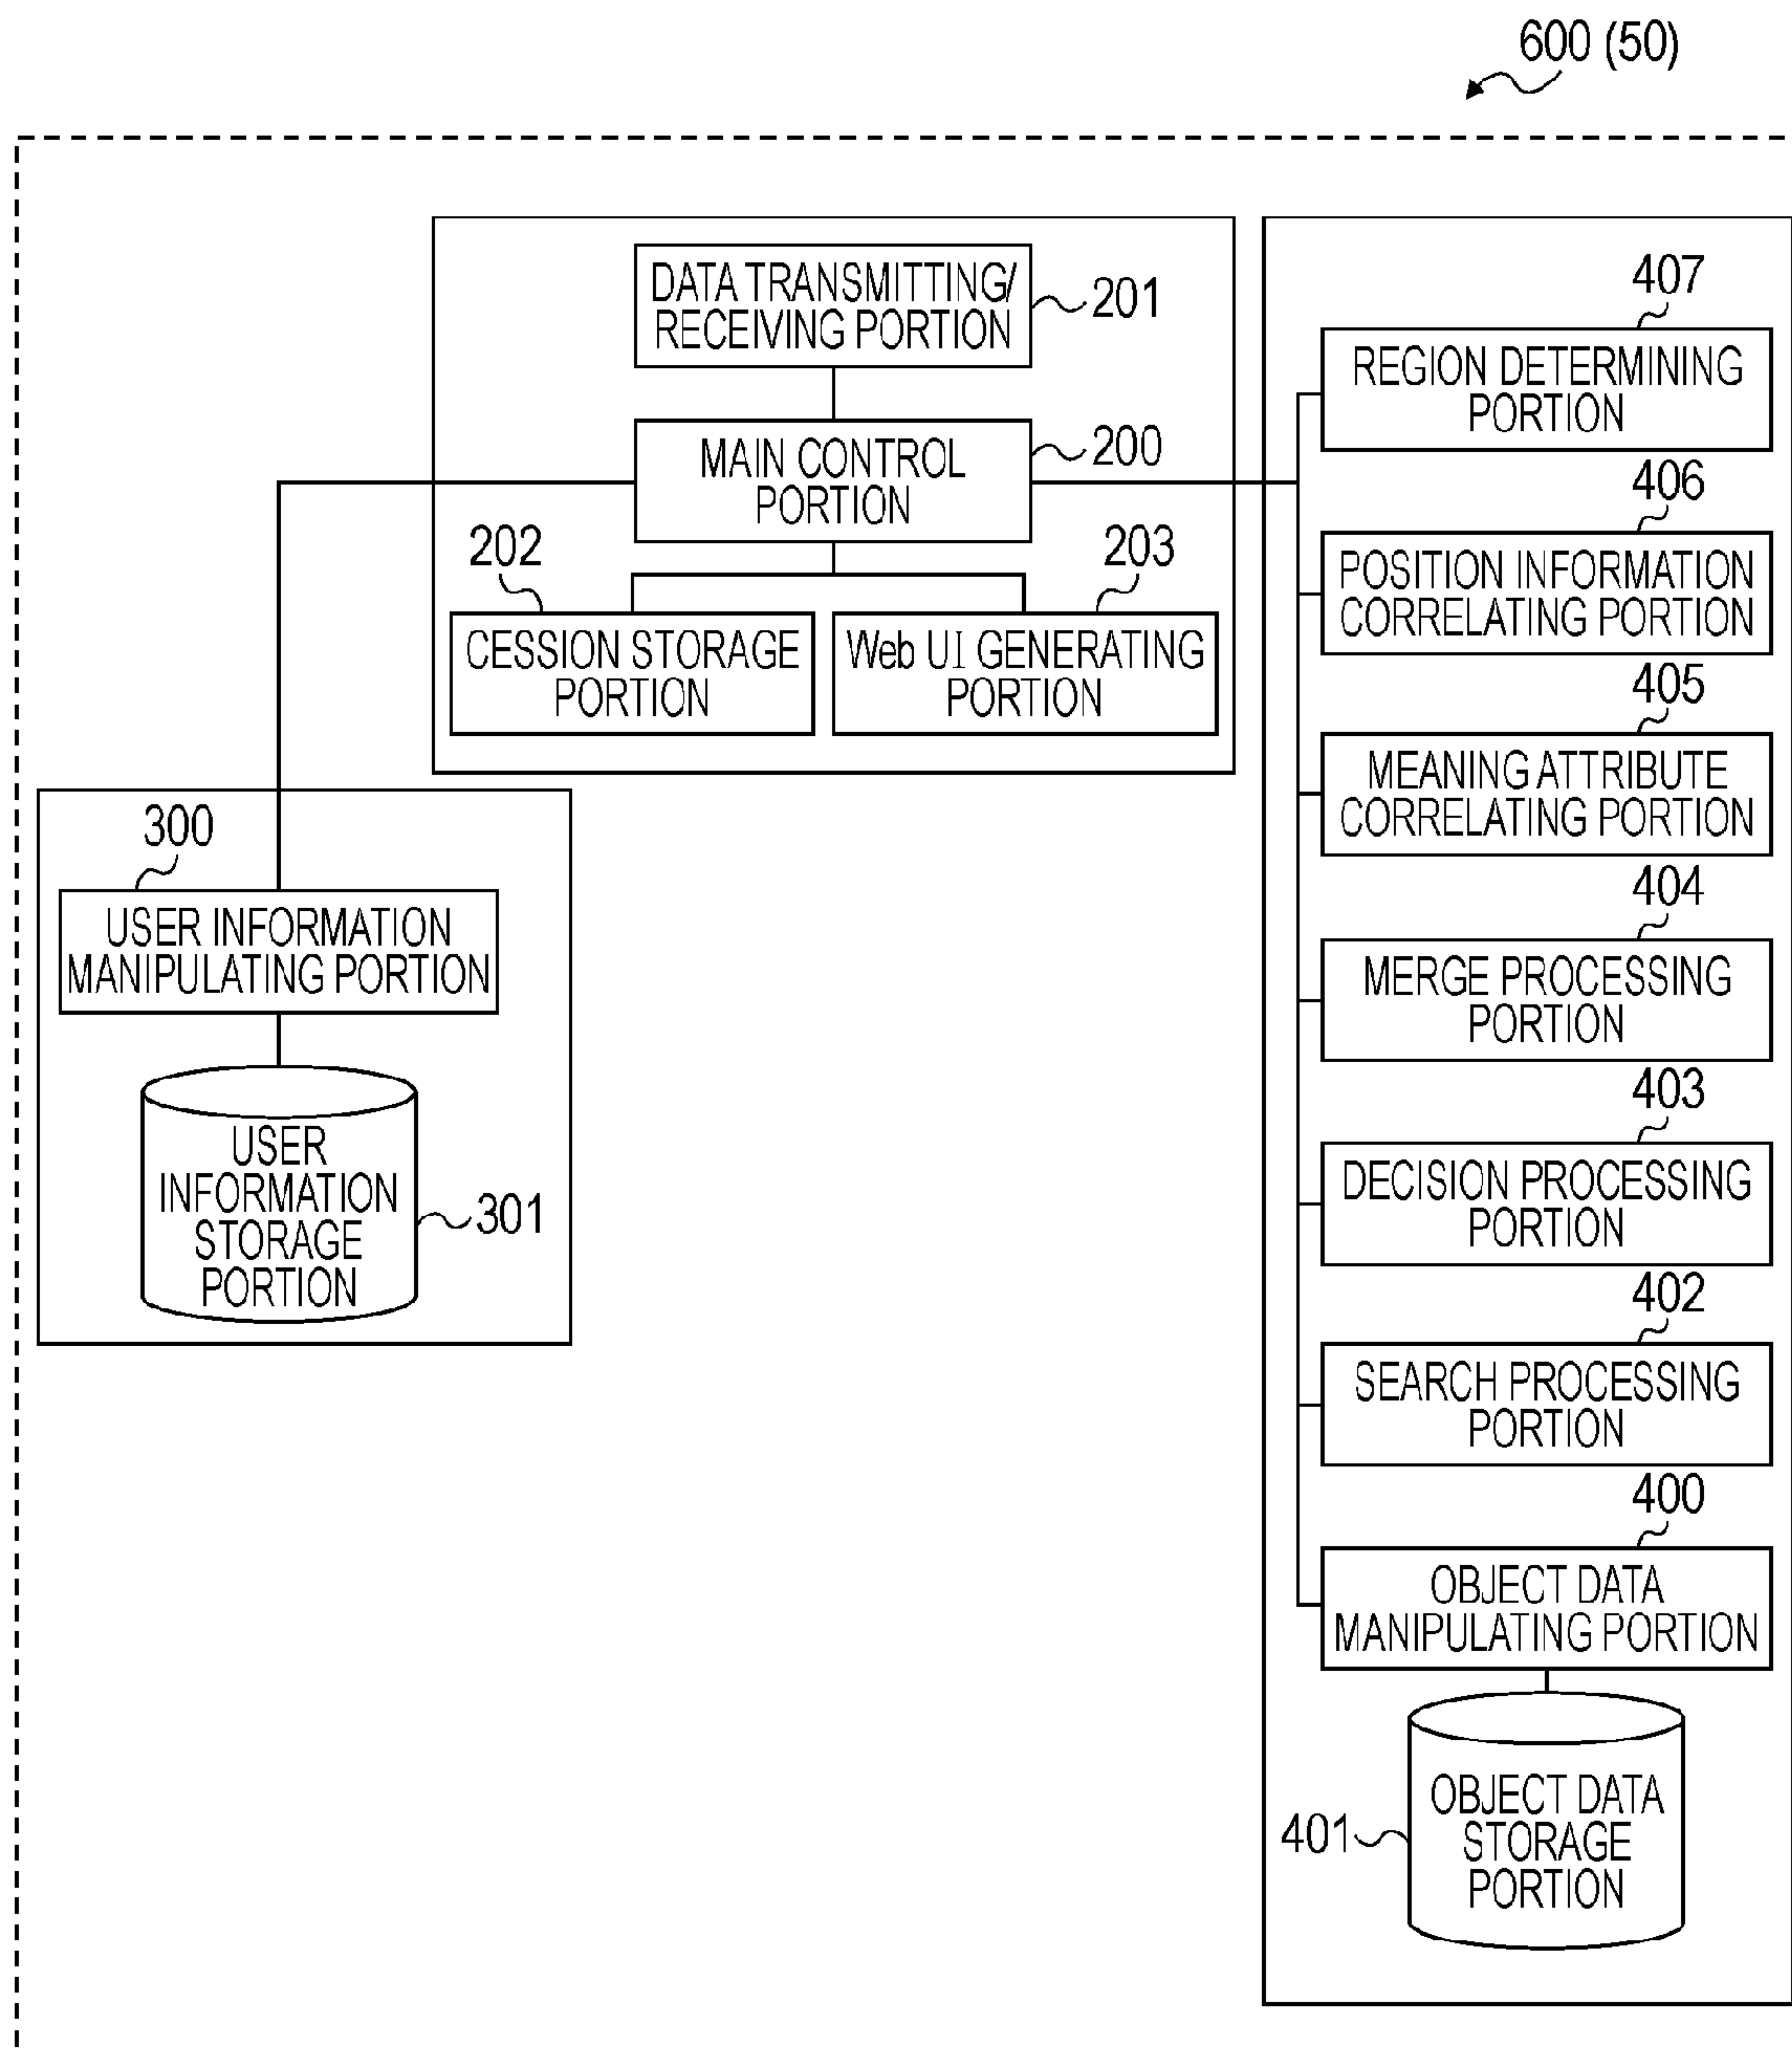 600 (50)
DATA TRANSMITTING/
RECEIVING PORTION
201
MAIN CONTROL
PORTION
200
202
CESSION STORAGE
PORTION
203
Web UI GENERATING
PORTION
300
USER INFORMATION
MANIPULATING PORTION
USER
INFORMATION
STORAGE
PORTION
301
407
REGION DETERMINING
PORTION
406
POSITION INFORMATION
CORRELATING PORTION
405
MEANING ATTRIBUTE
CORRELATING PORTION
404
MERGE PROCESSING
PORTION
403
DECISION PROCESSING
PORTION
402
SEARCH PROCESSING
PORTION
400
OBJECT DATA
MANIPULATING PORTION
401
OBJECT DATA
STORAGE
PORTION